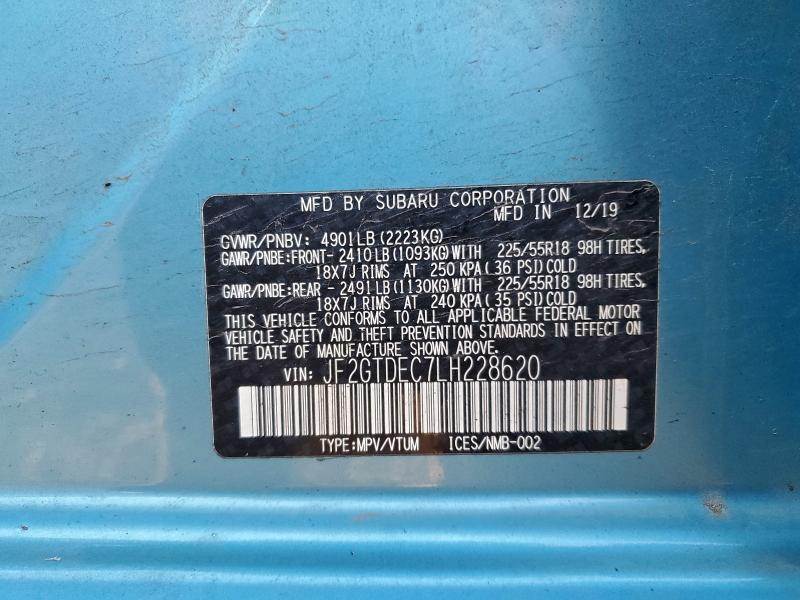 MFD BY SUBARU CORPORATION
MFD IN 12/19
GVWR/PNBV: 4901LB (2223KG)
GAWR/PNBE:FRONT- 2410 LB (1093KG)WITH 225/55R18 98H TIRES,
18X7J RIMS AT 250 KPA( 36 PSI)COLD
GAWR/PNBE:REAR - 2491 LB (1130KG)WITH 225/55R18 98H TIRES,
18X7J RIMS AT 240 KPA( 35 PSI)COLD
THIS VEHICLE CONFORMS TO ALL APPLICABLE FEDERAL MOTOR
VEHICLE SAFETY AND THEFT PREVENTION STANDARDS IN EFFECT ON
THE DATE OF MANUFACTURE SHOWN ABOVE.
VIN: JF2GTDEC7LH228620
TYPE:MPV/VTUM ICES/NMB-002